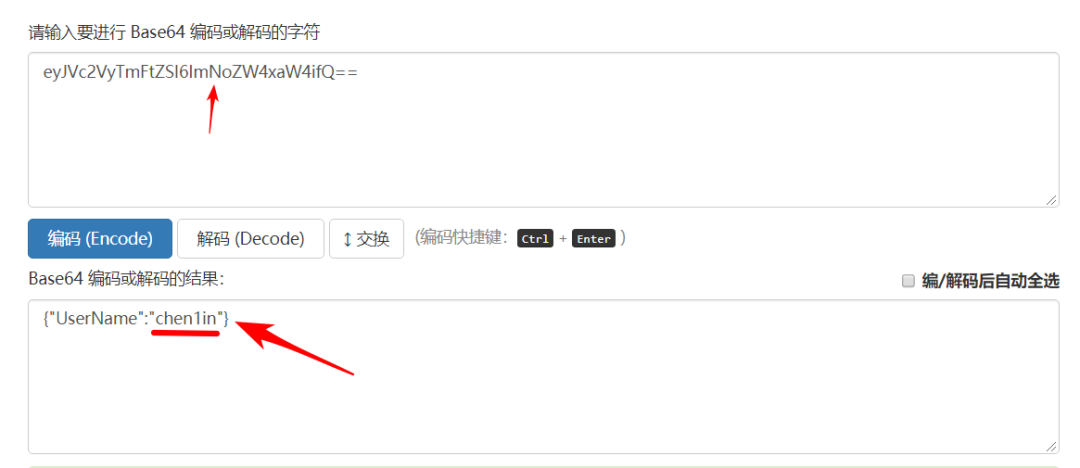 请输入要进行 Base64 编码或解码的字符
eyJVc2VyTmFtZSI6ImNoZW4xaW4ifQ==
编码 (Encode) 解码 (Decode) ↕ 交换 (编码快捷键： Ctrl + Enter )
Base64 编码或解码的结果： 编/解码后自动全选
{"UserName":"chen1in"}